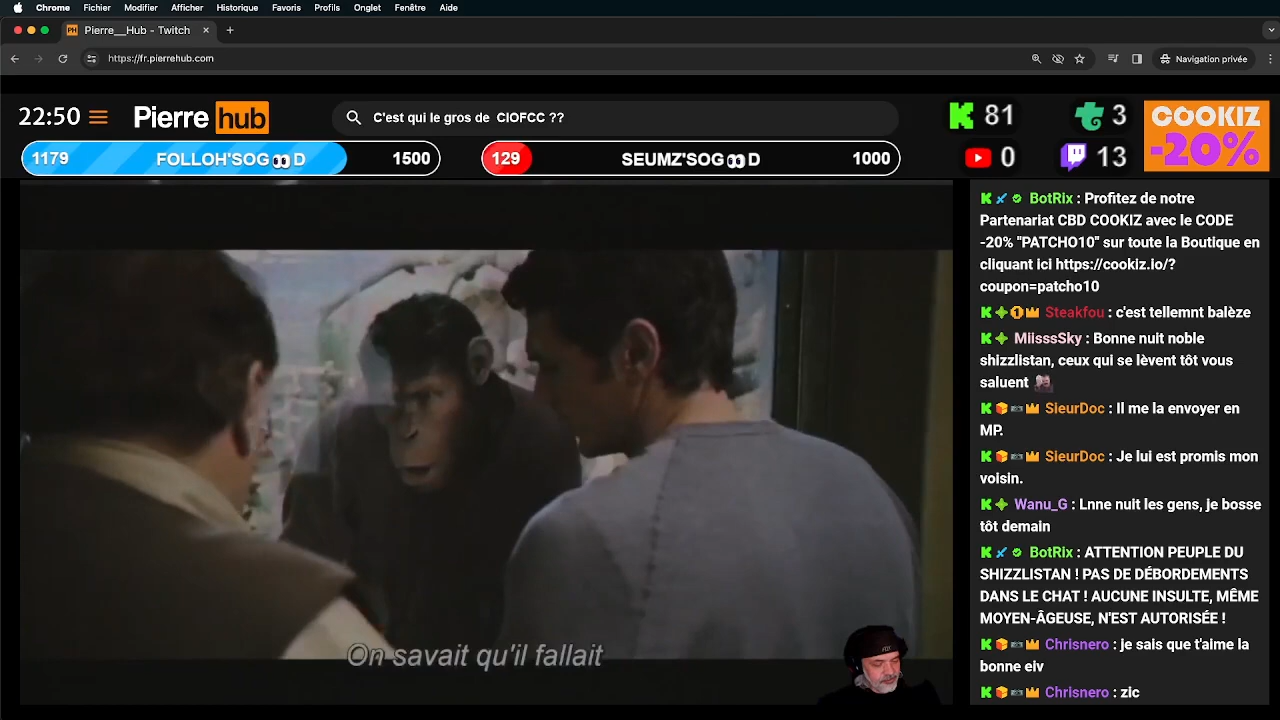 Chrome Fichier Modifier Afficher Historique Favoris Profils Onglet Fenêtre Aide
PH Pierre__Hub - Twitch
https://fr.pierrehub.com
Navigation privée
22:50
Pierre hub
C'est qui le gros de CIOFCC ??
81
3
0
13
COOKIZ
-20%
1179 FOLLOH'SOG D 1500
129 SEUMZ'SOG D 1000
BotRix : Profitez de notre
Partenariat CBD COOKIZ avec le CODE
-20% "PATCHO10" sur toute la Boutique en
cliquant ici https://cookiz.io/?
coupon=patcho10
Steakfou : c'est tellemnt balèze
MiisssSky : Bonne nuit noble
shizzlistan, ceux qui se lèvent tôt vous
saluent
SieurDoc : Il me la envoyer en
MP.
SieurDoc : Je lui est promis mon
voisin.
Wanu_G : Lnne nuit les gens, je bosse
tôt demain
BotRix : ATTENTION PEUPLE DU
SHIZZLISTAN ! PAS DE DÉBORDEMENTS
DANS LE CHAT ! AUCUNE INSULTE, MÊME
MOYEN-ÂGEUSE, N'EST AUTORISÉE !
Chrisnero : je sais que t'aime la
bonne eiv
Chrisnero : zic
On savait qu'il fallait